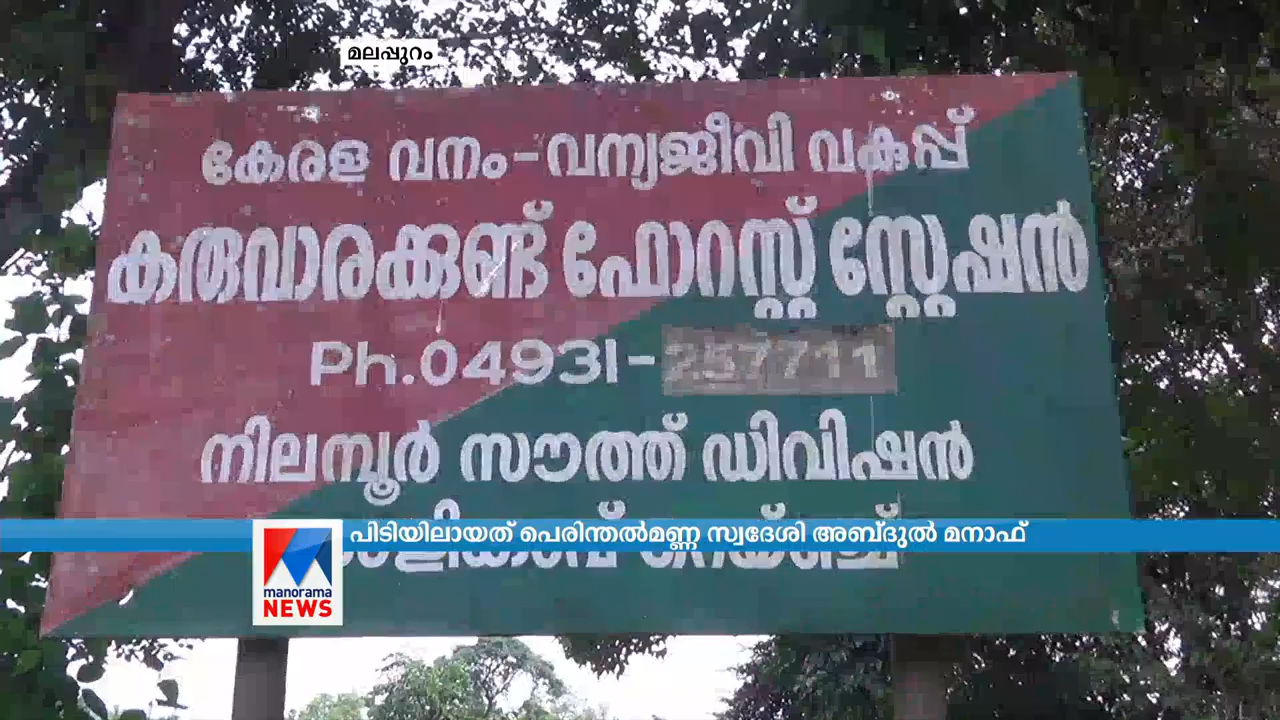 മലപ്പുറം
കേരള വനം-വന്യജീവി വകുപ്പ്
കരുവാരക്കുണ്ട് ഫോറസ്റ്റ് സ്റ്റേഷൻ
Ph.04931-257711
നിലമ്പൂർ സൗത്ത് ഡിവിഷൻ
പിടിയിലായത് പെരിന്തൽമണ്ണ സ്വദേശി അബ്ദുൽ മനാഫ്
manorama
NEWS